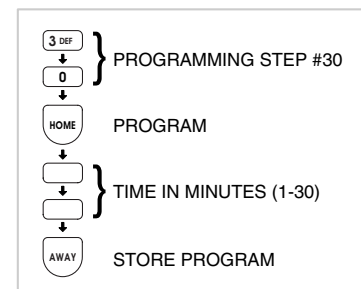 3 DEF
0
PROGRAMMING STEP #30
HOME
PROGRAM
TIME IN MINUTES (1-30)
AWAY
STORE PROGRAM